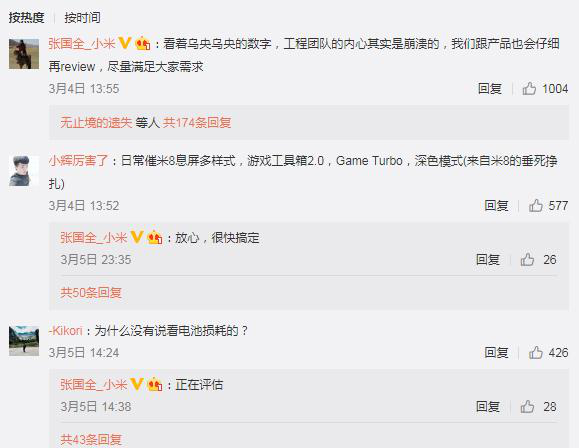 按热度 | 按时间
张国全_小米：看着乌央乌央的数字，工程团队的内心其实是崩溃的，我们跟产品也会仔细
再review，尽量满足大家需求
3月4日 13:55 回复 1004
无止境的遗失 等人 共174条回复
小辉厉害了：日常催米8息屏多样式，游戏工具箱2.0，Game Turbo，深色模式(来自米8的垂死挣
扎)
3月4日 13:52 回复 577
张国全_小米：放心，很快搞定
3月5日 23:35 回复 26
共50条回复
-Kikori：为什么没有说看电池损耗的？
3月5日 14:24 回复 426
张国全_小米：正在评估
3月5日 14:38 回复 28
共43条回复